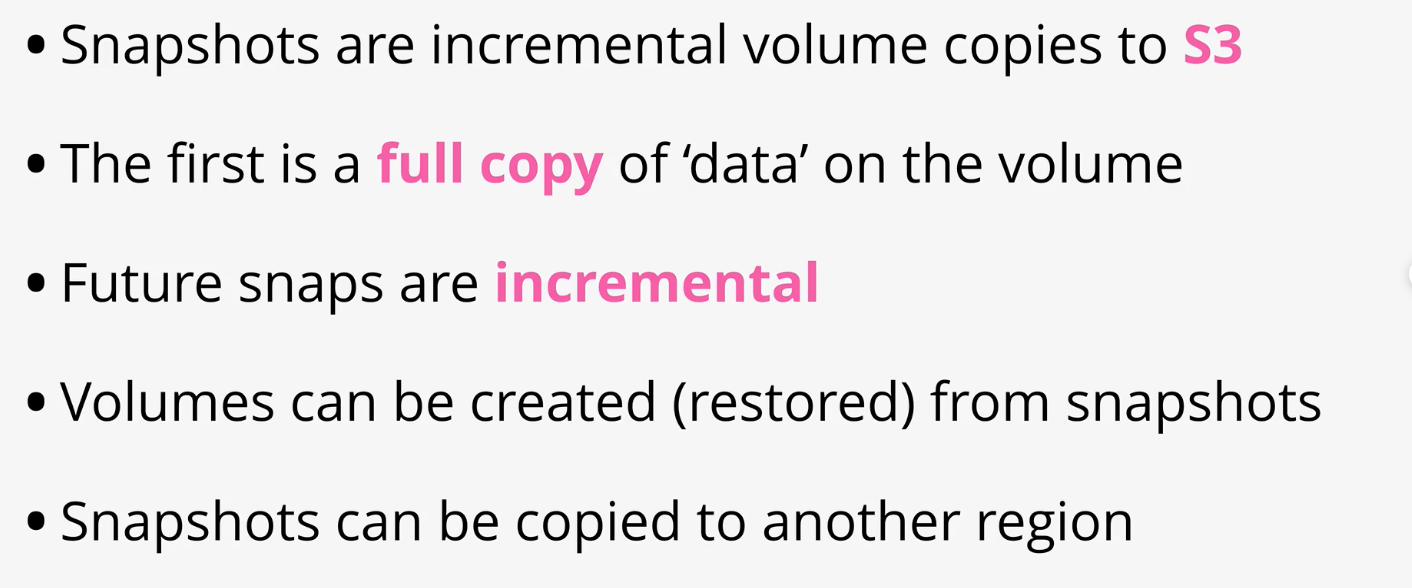 • Snapshots are incremental volume copies to S3
• The first is a full copy of ‘data’ on the volume
• Future snaps are incremental
• Volumes can be created (restored) from snapshots
• Snapshots can be copied to another region